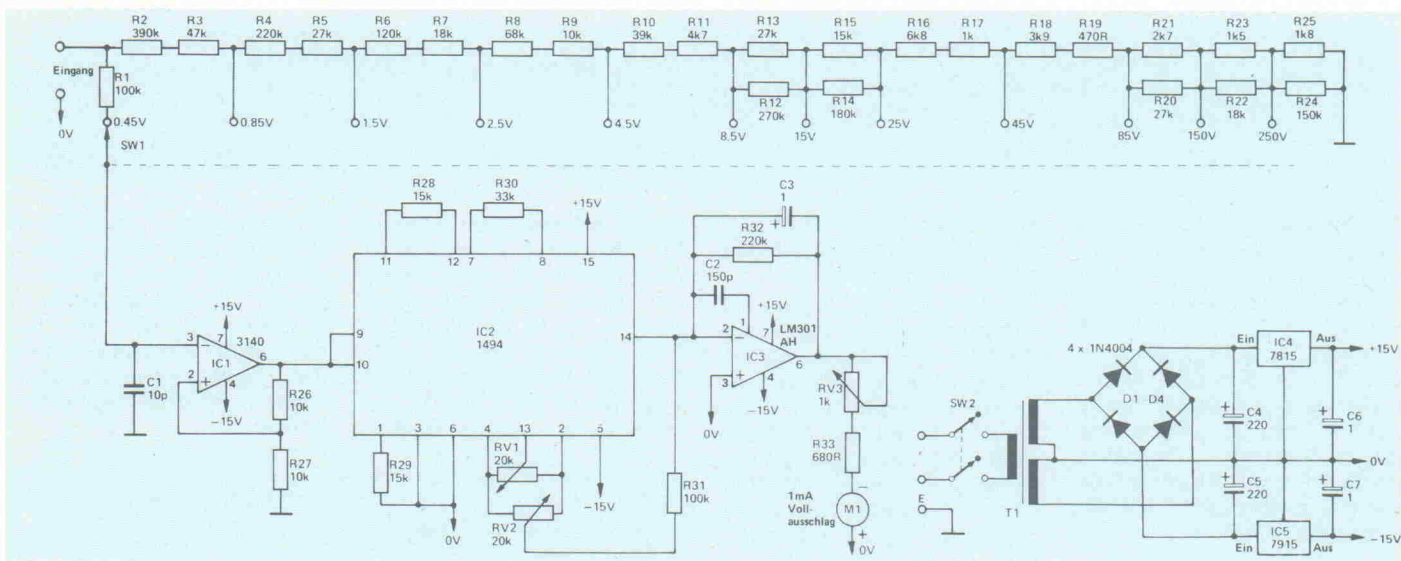 R2 390k
R3 47k
R4 220k
R5 27k
R6 120k
R7 18k
R8 68k
R9 10k
R10 39k
R11 4k7
R13 27k
R15 15k
R16 6k8
R17 1k
R18 3k9
R19 470R
R21 2k7
R23 1k5
R25 1k8
Eingang
R1 100k
0V
SW1
R12 270k
R14 180k
R20 27k
R22 18k
R24 150k
0.45V
0.85V
1.5V
2.5V
4.5V
8.5V
15V
25V
45V
85V
150V
250V
R28 15k
R30 33k
+15V
11
12
7
8
15
C3 1
+
R32 220k
C2 150p
+15V
3140
3
2
7
6
4
−
+
IC1
−15V
C1 10p
R26 10k
R27 10k
9
10
IC2 1494
14
1
3
6
4
13
2
5
R29 15k
0V
RV1 20k
RV2 20k
−15V
R31 100k
+15V
LM301 AH
2
1
7
3
4
6
−
+
IC3
0V
−15V
RV3 1k
R33 680R
1mA Voll-
ausschlag
M1
−
+
0V
SW2
E
T1
4 x 1N4004
D1 D4
Ein
IC4 7815
Aus
+15V
+
C4 220
+
C6 1
0V
+
C5 220
+
C7 1
Ein
IC5 7915
Aus
−15V